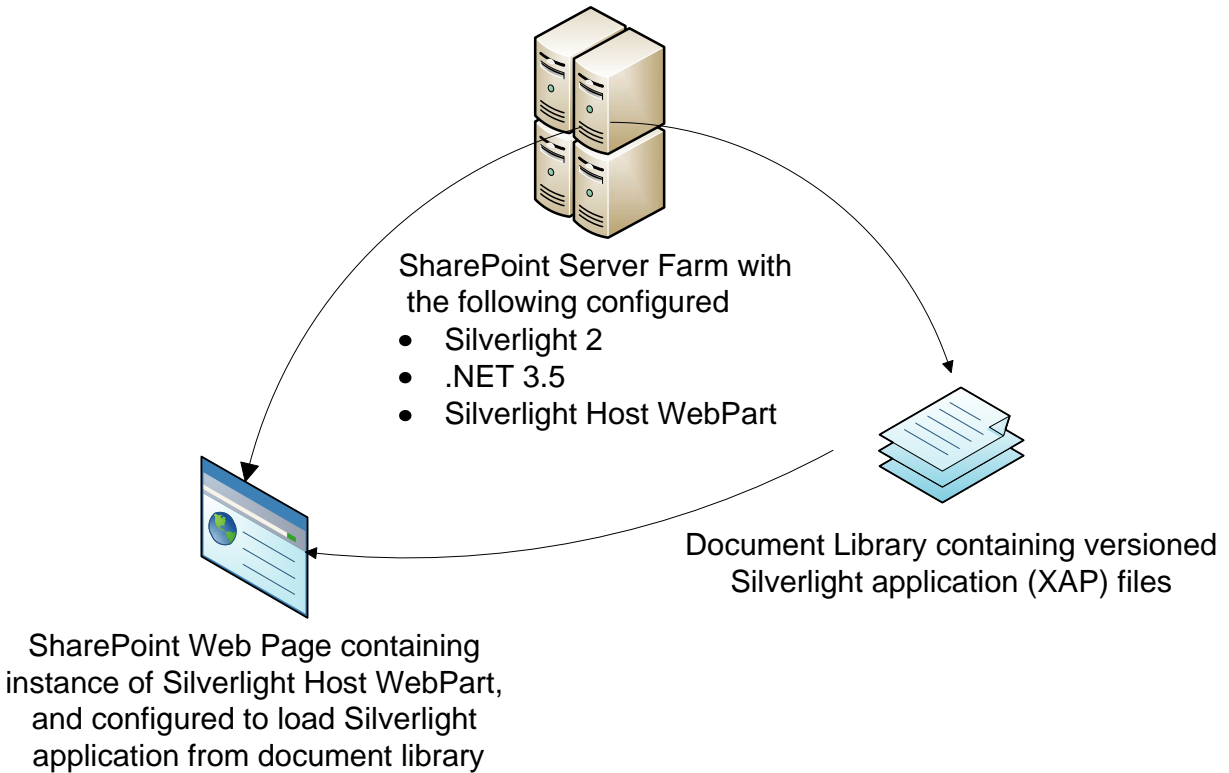 SharePoint Server Farm with
the following configured
• Silverlight 2
• .NET 3.5
• Silverlight Host WebPart
Document Library containing versioned
Silverlight application (XAP) files
SharePoint Web Page containing
instance of Silverlight Host WebPart,
and configured to load Silverlight
application from document library